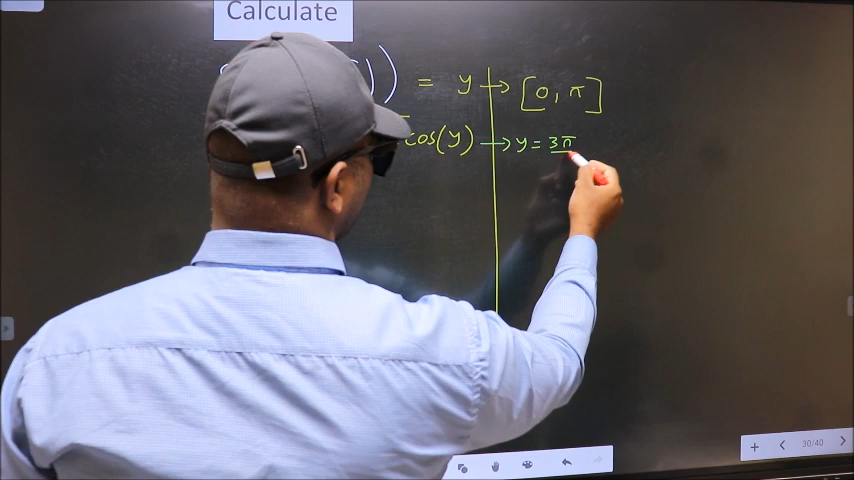 Calculate
)) = y → [0, π]
cos(y) → y = 3π
30/40